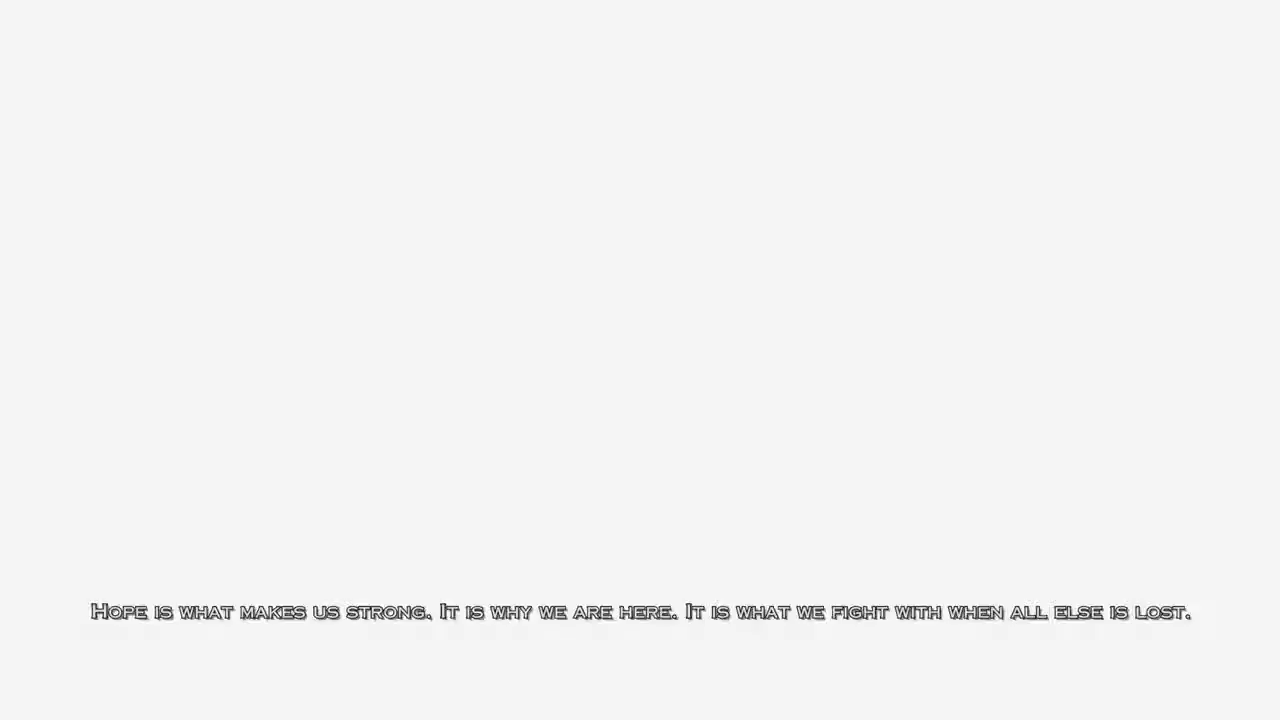 Hope is what makes us strong. It is why we are here. It is what we fight with when all else is lost.